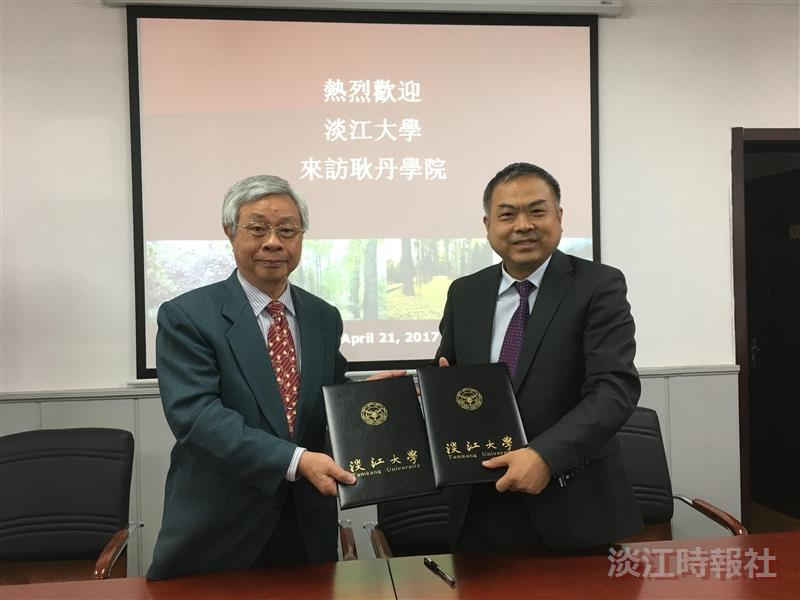 熱烈歡迎
淡江大學
來訪耿丹學院
April 21, 2017
淡江大學
Tamkang University
淡江大學
Tamkang University
淡江時報社